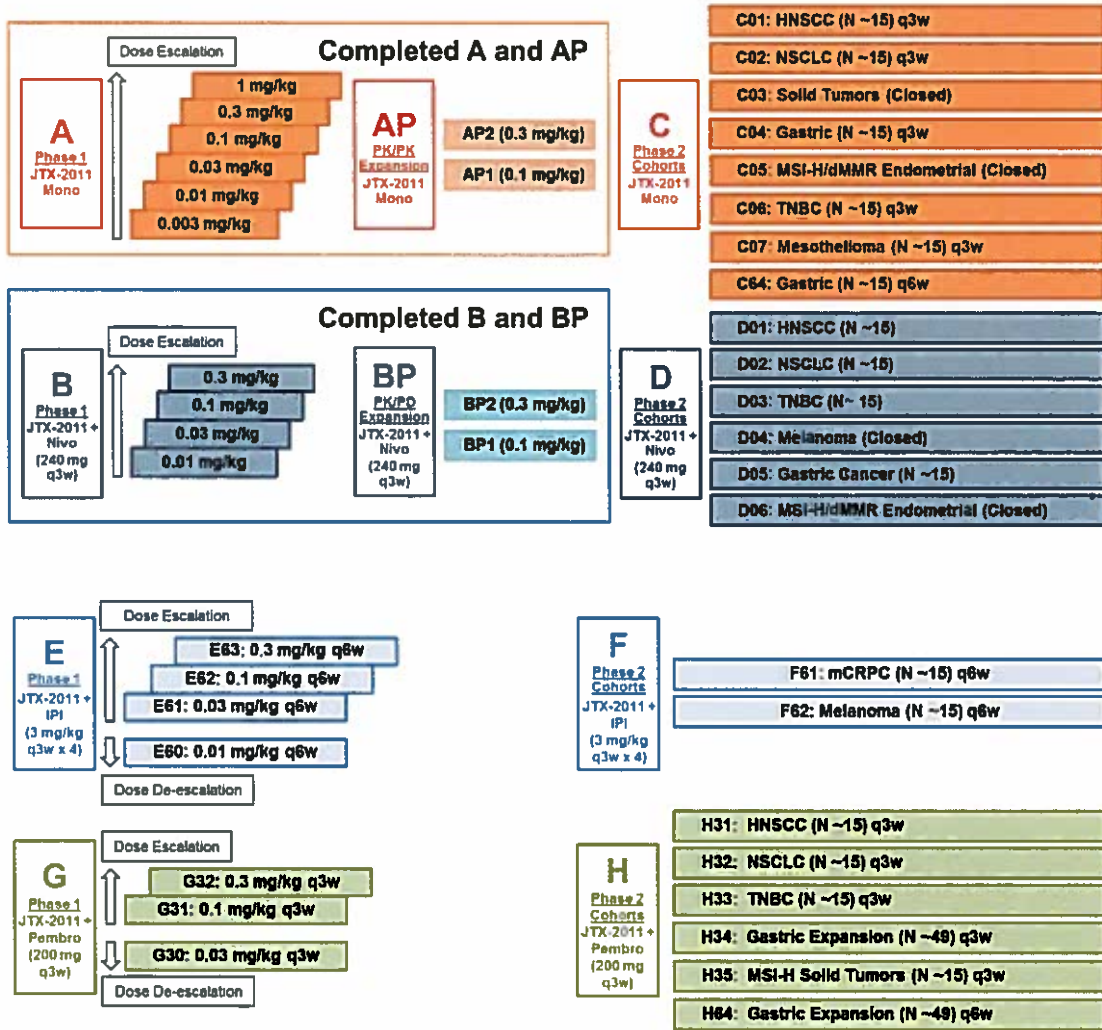 Completed A and AP
Dose Escalation
A
Phase 1
JTX-2011
Mono
1 mg/kg
0.3 mg/kg
0.1 mg/kg
0.03 mg/kg
0.01 mg/kg
0.003 mg/kg
AP
PK/PK
Expansion
JTX-2011
Mono
AP2 (0.3 mg/kg)
AP1 (0.1 mg/kg)
C
Phase 2
Cohorts
JTX-2011
Mono
C01: HNSCC (N ~15) q3w
C02: NSCLC (N ~15) q3w
C03: Solid Tumors (Closed)
C04: Gastric (N ~15) q3w
C05: MSI-H/dMMR Endometrial (Closed)
C06: TNBC (N ~15) q3w
C07: Mesothelioma (N ~15) q3w
C64: Gastric (N ~15) q6w
Completed B and BP
Dose Escalation
B
Phase 1
JTX-2011 +
Nivo
(240 mg
q3w)
0.3 mg/kg
0.1 mg/kg
0.03 mg/kg
0.01 mg/kg
BP
PK/PD
Expansion
JTX-2011 +
Nivo
(240 mg
q3w)
BP2 (0.3 mg/kg)
BP1 (0.1 mg/kg)
D
Phase 2
Cohorts
JTX-2011 +
Nivo
(240 mg
q3w)
D01: HNSCC (N ~15)
D02: NSCLC (N ~15)
D03: TNBC (N~ 15)
D04: Melanoma (Closed)
D05: Gastric Cancer (N ~15)
D06: MSI-H/dMMR Endometrial (Closed)
Dose Escalation
E
Phase 1
JTX-2011 +
IPI
(3 mg/kg
q3w x 4)
E63: 0.3 mg/kg q6w
E62: 0.1 mg/kg q6w
E61: 0.03 mg/kg q6w
E60: 0.01 mg/kg q6w
Dose De-escalation
F
Phase 2
Cohorts
JTX-2011 +
IPI
(3 mg/kg
q3w x 4)
F61: mCRPC (N ~15) q6w
F62: Melanoma (N ~15) q6w
Dose Escalation
G
Phase 1
JTX-2011 +
Pembro
(200 mg
q3w)
G32: 0.3 mg/kg q3w
G31: 0.1 mg/kg q3w
G30: 0.03 mg/kg q3w
Dose De-escalation
H
Phase 2
Cohorts
JTX-2011 +
Pembro
(200 mg
q3w)
H31: HNSCC (N ~15) q3w
H32: NSCLC (N ~15) q3w
H33: TNBC (N ~15) q3w
H34: Gastric Expansion (N ~49) q3w
H35: MSI-H Solid Tumors (N ~15) q3w
H64: Gastric Expansion (N ~49) q6w